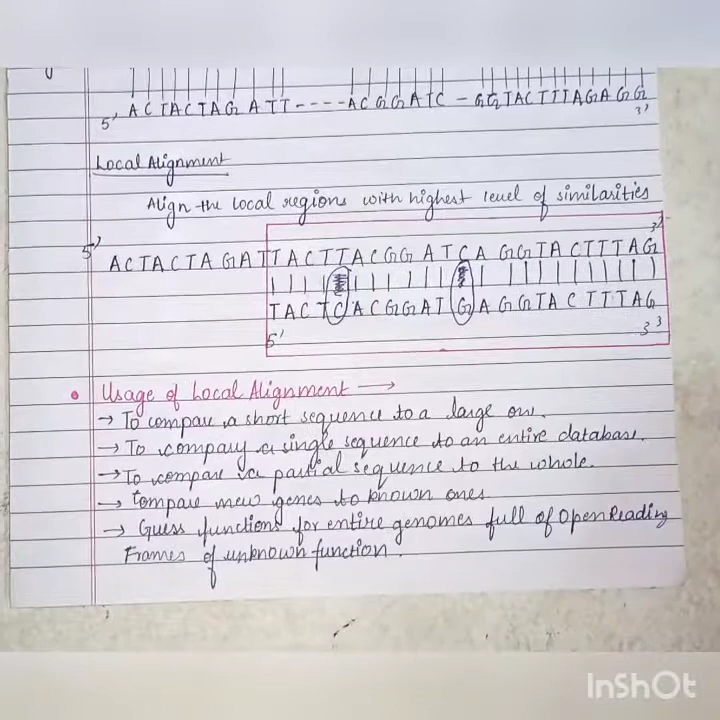 5' ACTACTAGATT----ACGGATC-GGTACTTTAGAGG 3'
Local Alignment
Align the local regions with highest level of similarities
5' ACTACTAGATTTACTTACGGATCAGGTACTTTAG 3'
TACTCACGGATGAGGTACTTTAG
5' 3'
Usage of Local Alignment →
→ To compare a short sequence to a large one.
→ To compary a single sequence to an entire database.
→ To compare a partial sequence to the whole.
→ Compare new genes to known ones
→ Guess functions for entire genomes full of Open Reading
Frames of unknown function.
InShOt